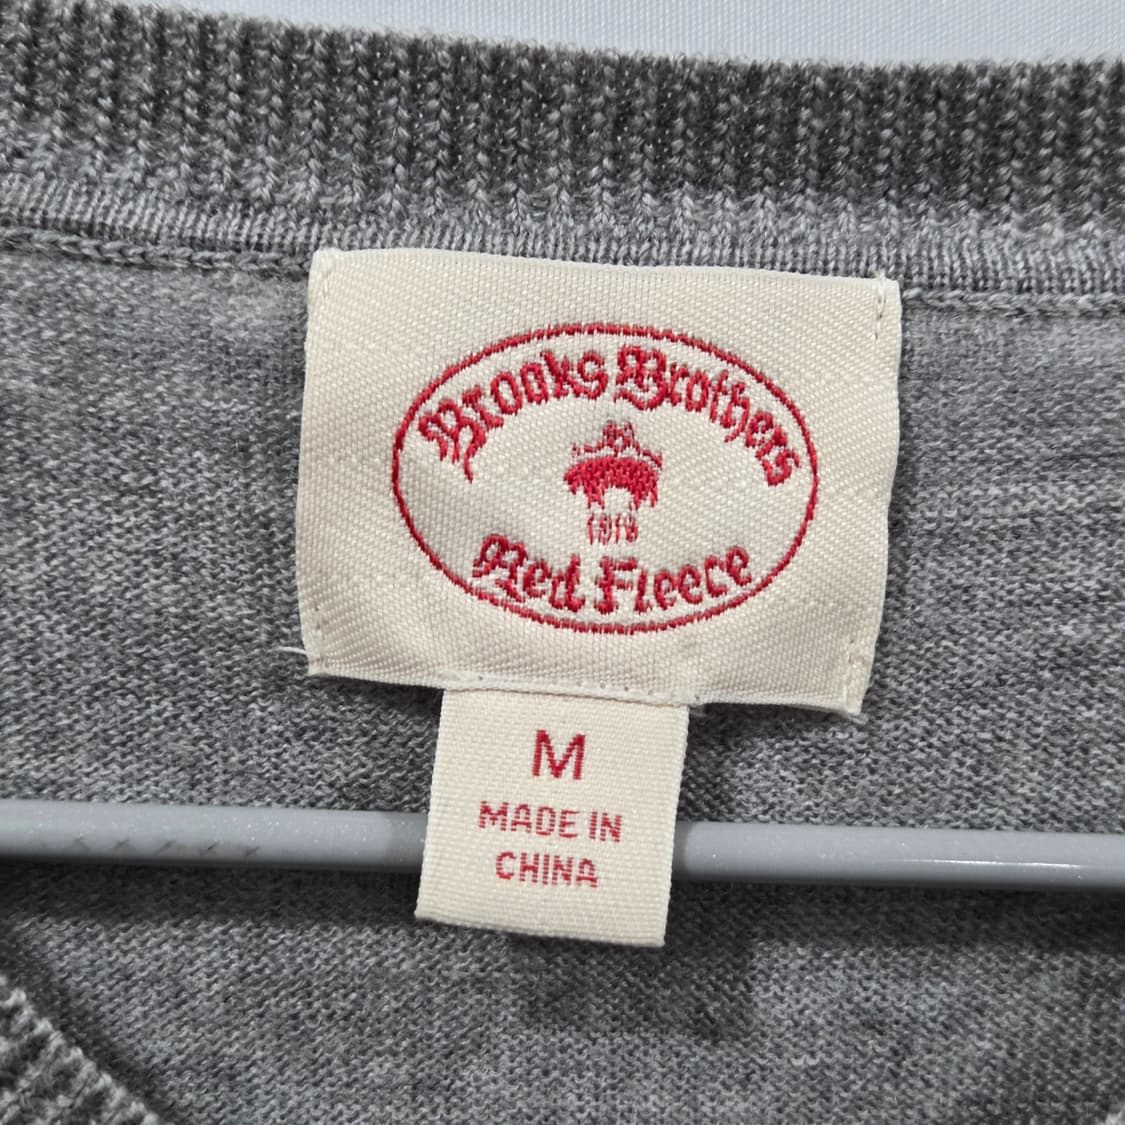 Brooks Brothers
1818
Red Fleece
M
MADE IN
CHINA